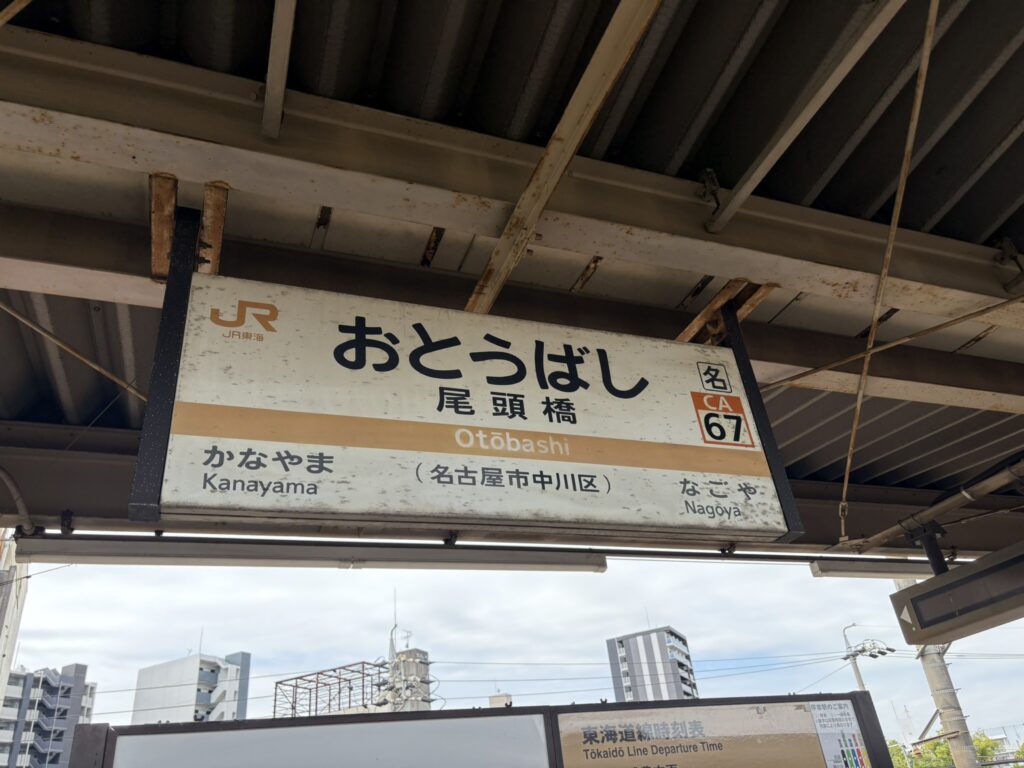 JR
JR東海
おとうばし
尾頭橋
名
CA
67
Otōbashi
かなやま
Kanayama
(名古屋市中川区)
なごや
Nagoya
東海道線時刻表
Tōkaidō Line Departure Time